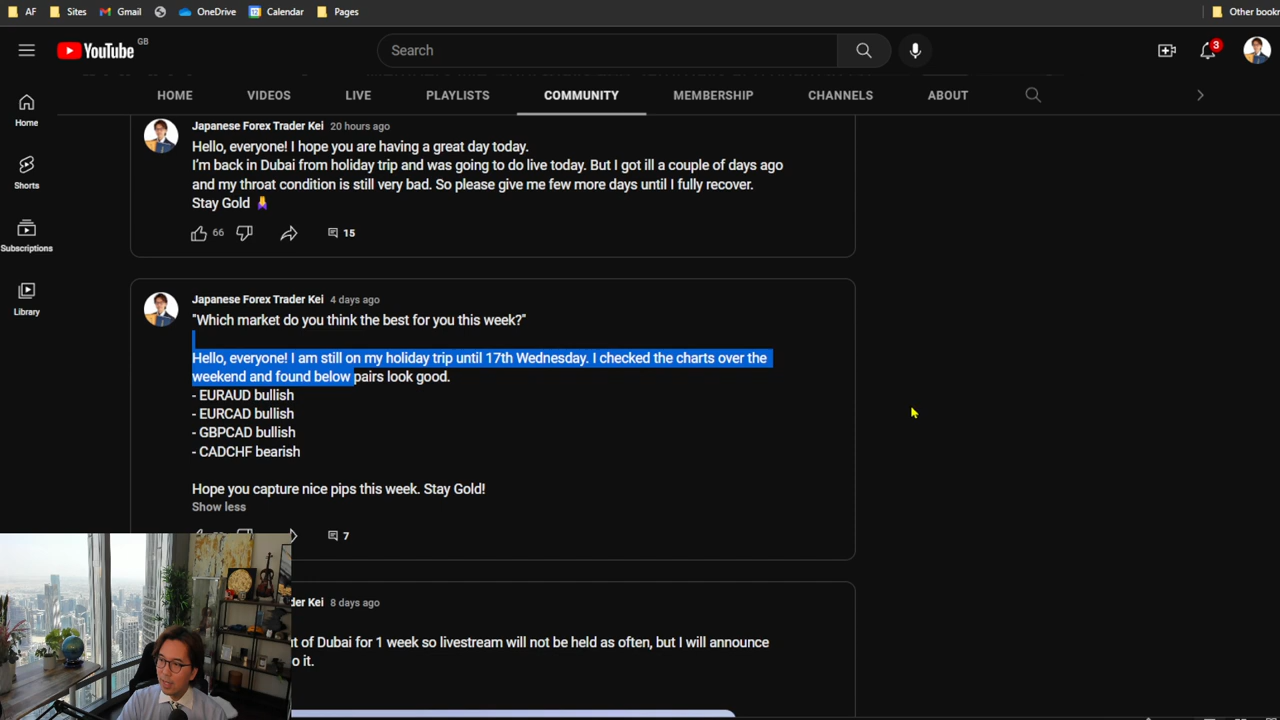 AF Sites Gmail OneDrive Calendar Pages Other bookr
YouTube GB
Search
3
HOME VIDEOS LIVE PLAYLISTS COMMUNITY MEMBERSHIP CHANNELS ABOUT
Home
Shorts
Subscriptions
Library
Japanese Forex Trader Kei 20 hours ago
Hello, everyone! I hope you are having a great day today.
I'm back in Dubai from holiday trip and was going to do live today. But I got ill a couple of days ago
and my throat condition is still very bad. So please give me few more days until I fully recover.
Stay Gold
66 15
Japanese Forex Trader Kei 4 days ago
"Which market do you think the best for you this week?"
Hello, everyone! I am still on my holiday trip until 17th Wednesday. I checked the charts over the
weekend and found below pairs look good.
- EURAUD bullish
- EURCAD bullish
- GBPCAD bullish
- CADCHF bearish
Hope you capture nice pips this week. Stay Gold!
Show less
7
der Kei 8 days ago
t of Dubai for 1 week so livestream will not be held as often, but I will announce
o it.